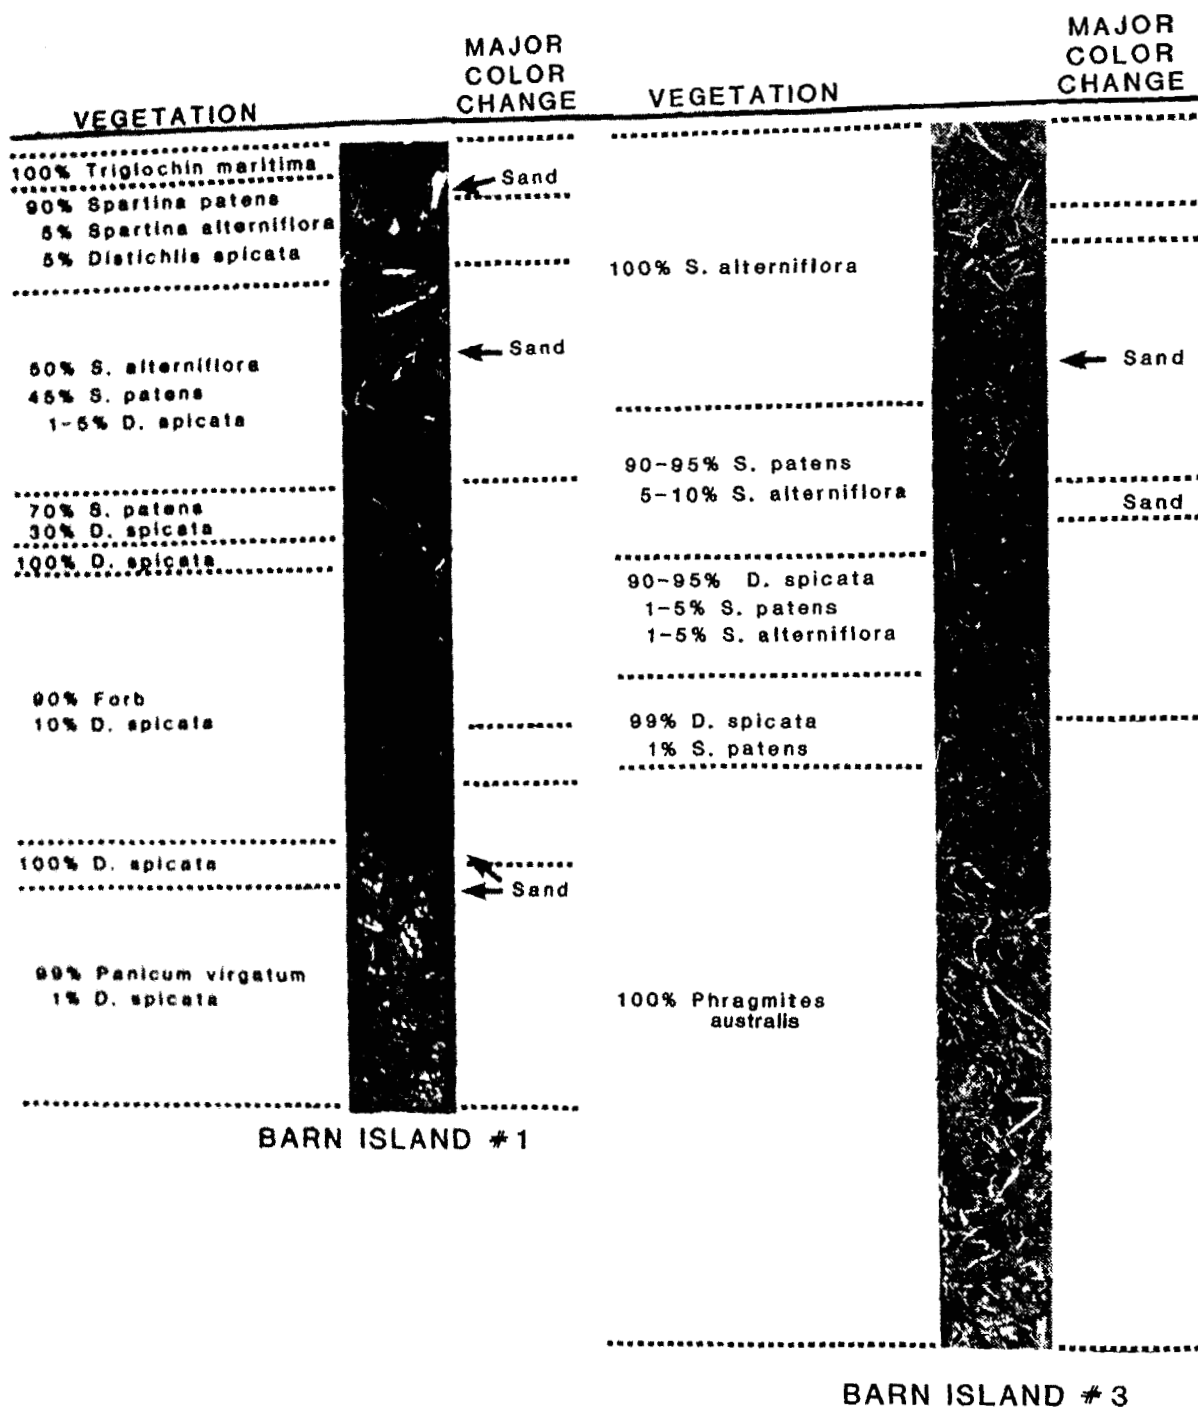 MAJOR
COLOR
CHANGE
VEGETATION
100% Triglochin maritima
90% Spartina patens
5% Spartina alterniflora
5% Distichlis spicata
50% S. alterniflora
45% S. patens
1-5% D. spicata
70% S. patens
30% D. spicata
100% D. spicata
90% Forb
10% D. spicata
100% D. spicata
99% Panicum virgatum
1% D. spicata
Sand
Sand
Sand
BARN ISLAND #1
MAJOR
COLOR
CHANGE
VEGETATION
100% S. alterniflora
90-95% S. patens
5-10% S. alterniflora
90-95% D. spicata
1-5% S. patens
1-5% S. alterniflora
99% D. spicata
1% S. patens
100% Phragmites
australis
Sand
Sand
BARN ISLAND #3